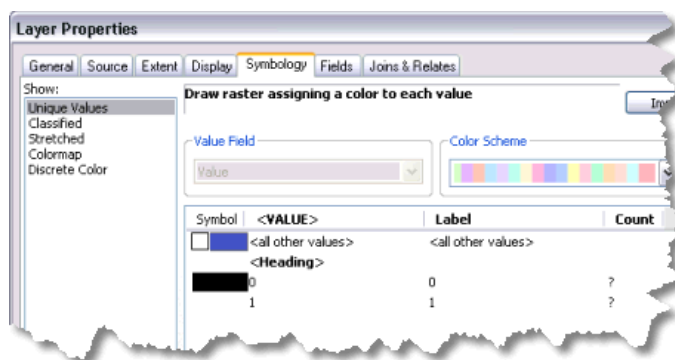 Layer Properties
General Source Extent Display Symbology Fields Joins & Relates
Show:
Unique Values
Classified
Stretched
Colormap
Discrete Color
Draw raster assigning a color to each value
Value Field
Value
Color Scheme
Symbol <VALUE> Label Count
<all other values> <all other values>
<Heading>
0 0 ?
1 1 ?